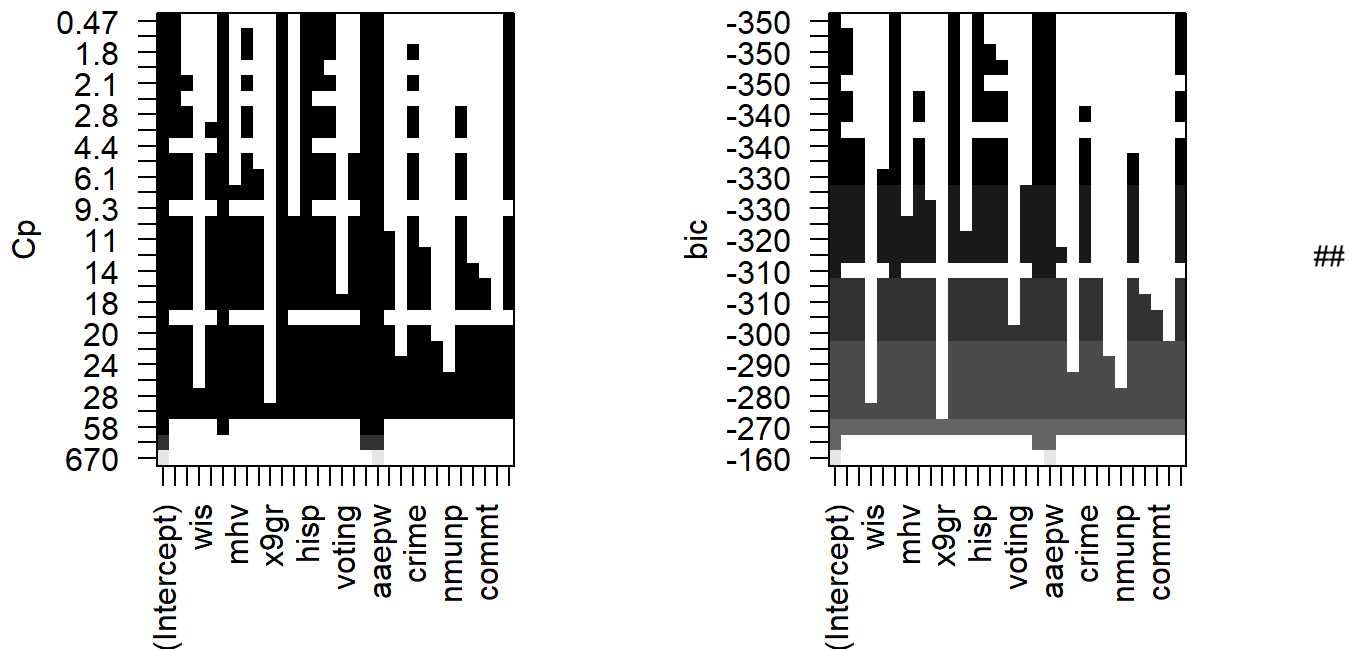 Cp
0.47
1.8
2.1
2.8
4.4
6.1
9.3
11
14
18
20
24
28
58
670
(Intercept)
wis
mhv
x9gr
hisp
voting
aaepw
crime
nmunp
commt
bic
-350
-350
-350
-340
-340
-330
-330
-320
-310
-310
-300
-290
-280
-270
-160
(Intercept)
wis
mhv
x9gr
hisp
voting
aaepw
crime
nmunp
commt
##